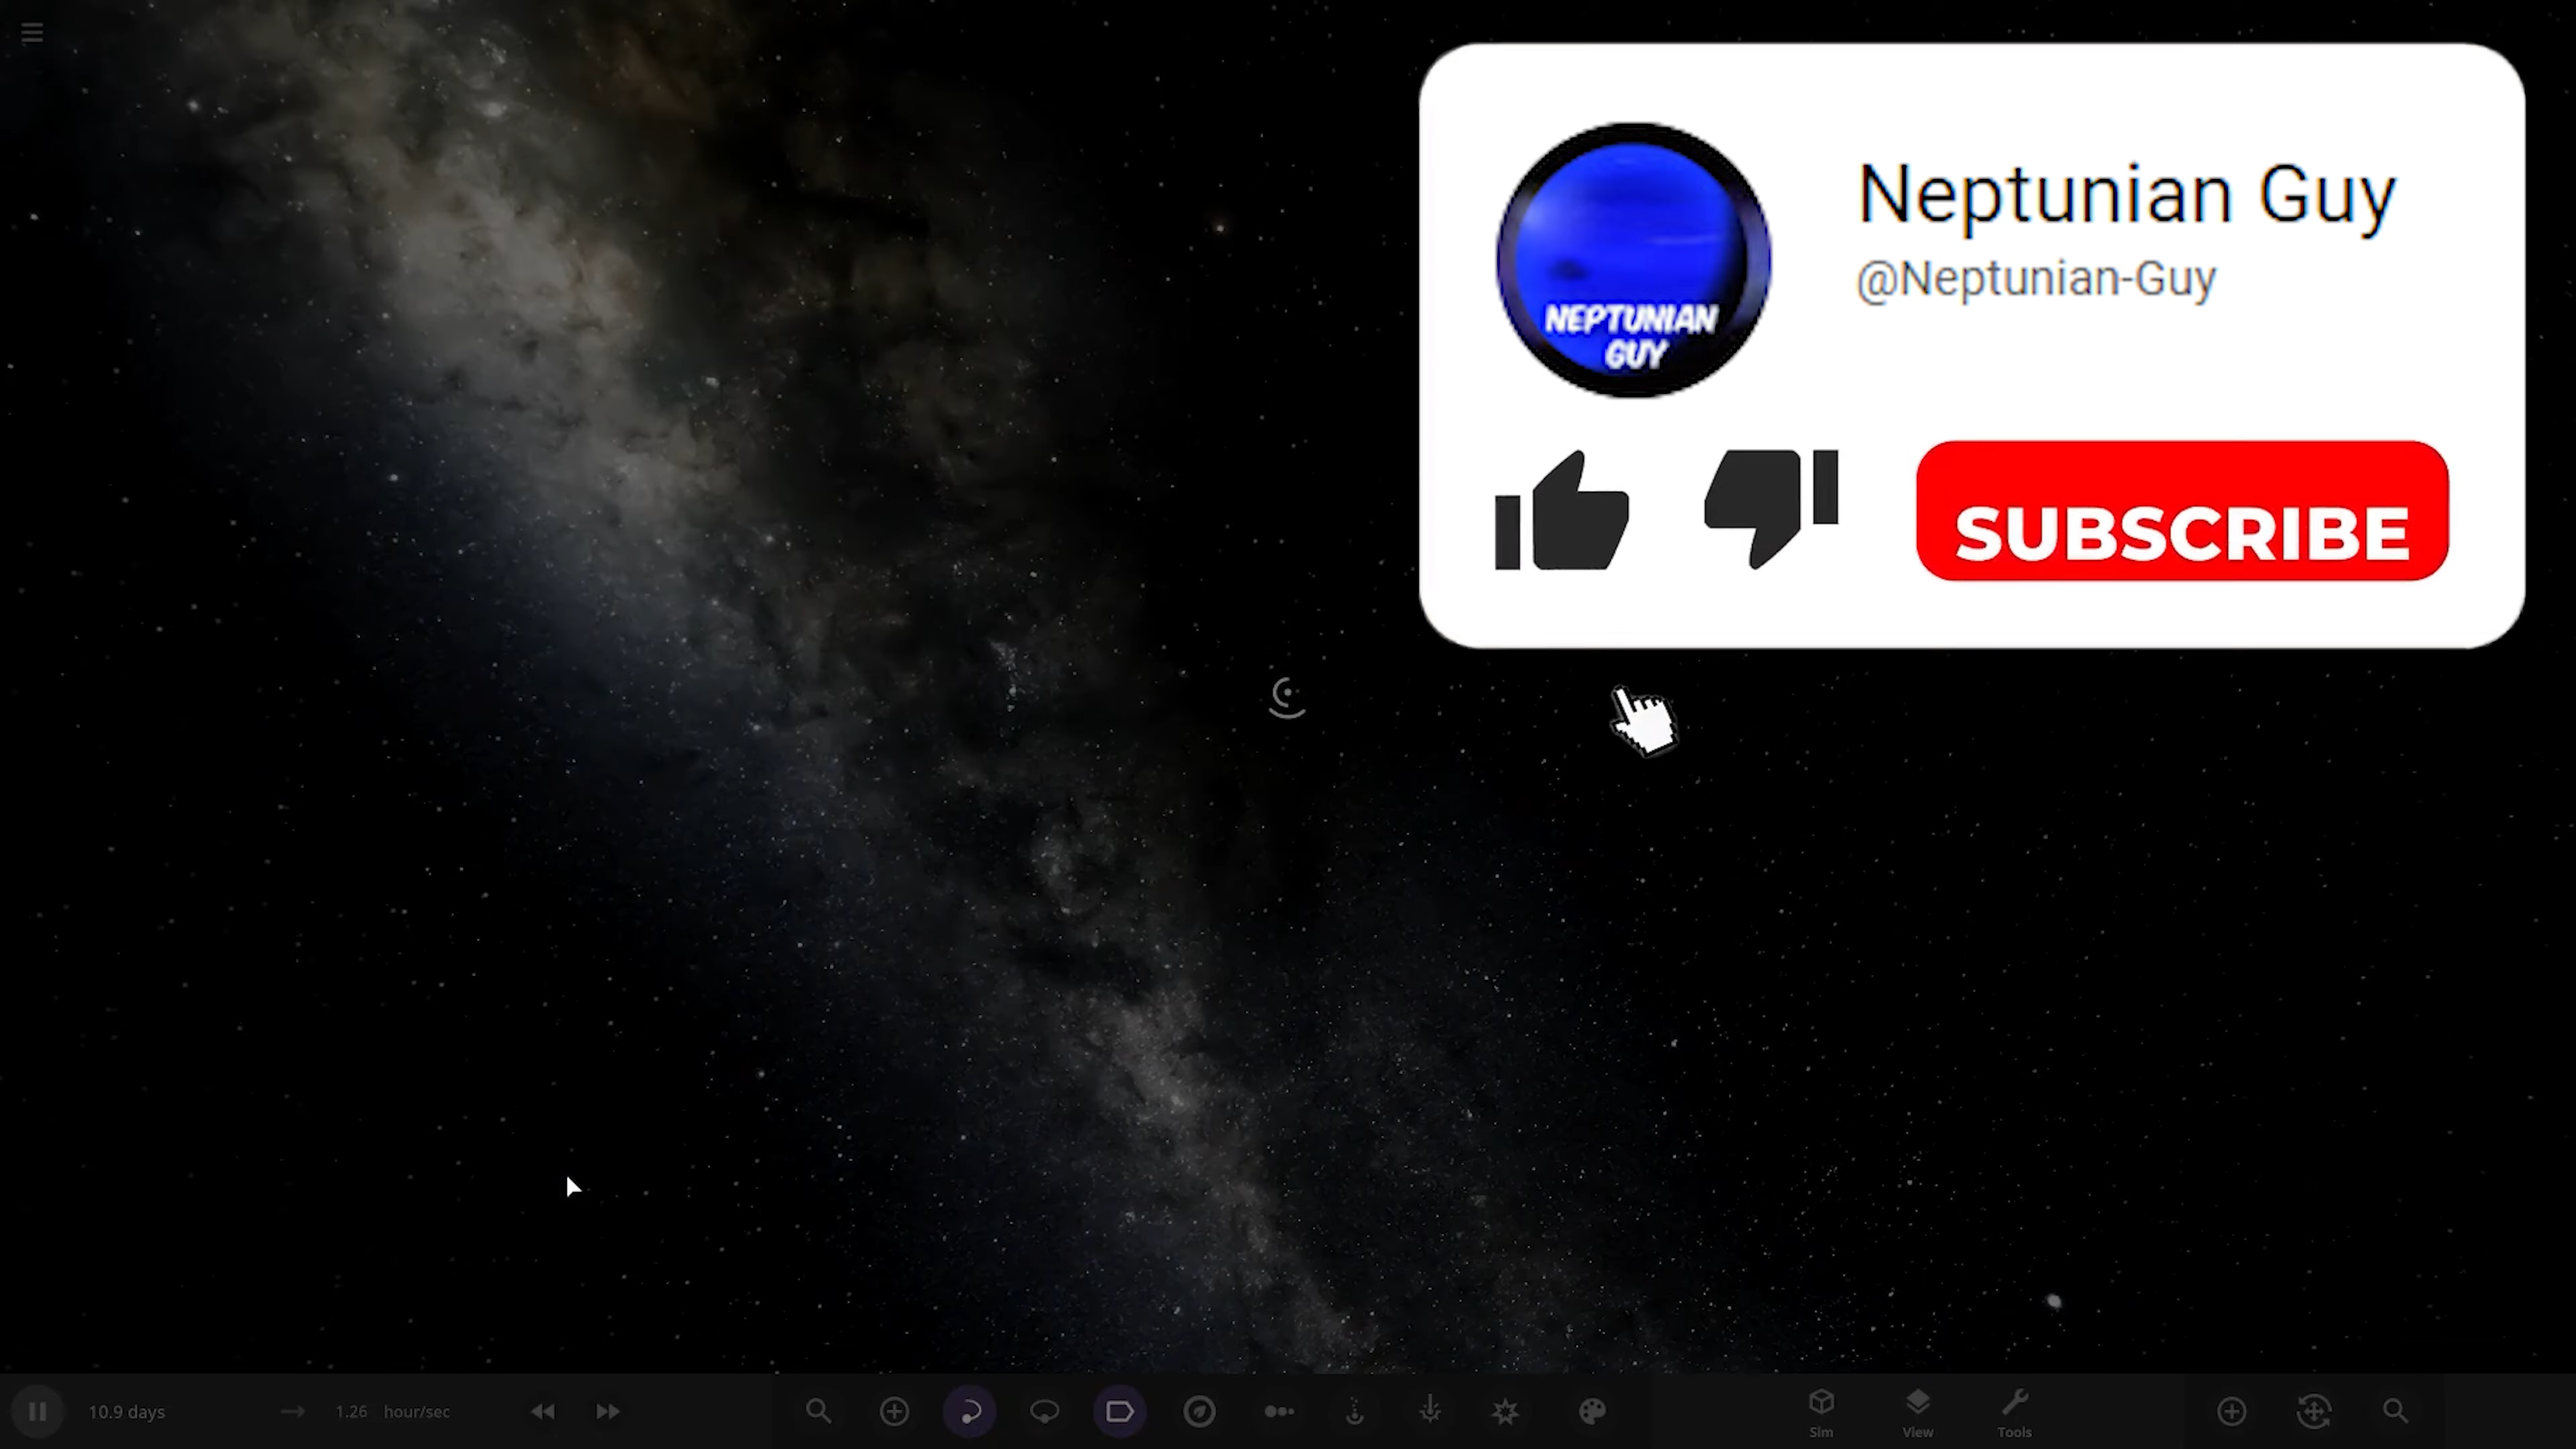 Neptunian Guy
@Neptunian-Guy
NEPTUNIAN
GUY
SUBSCRIBE
10.9 days
1.26 hour/sec
Sim
View
Tools